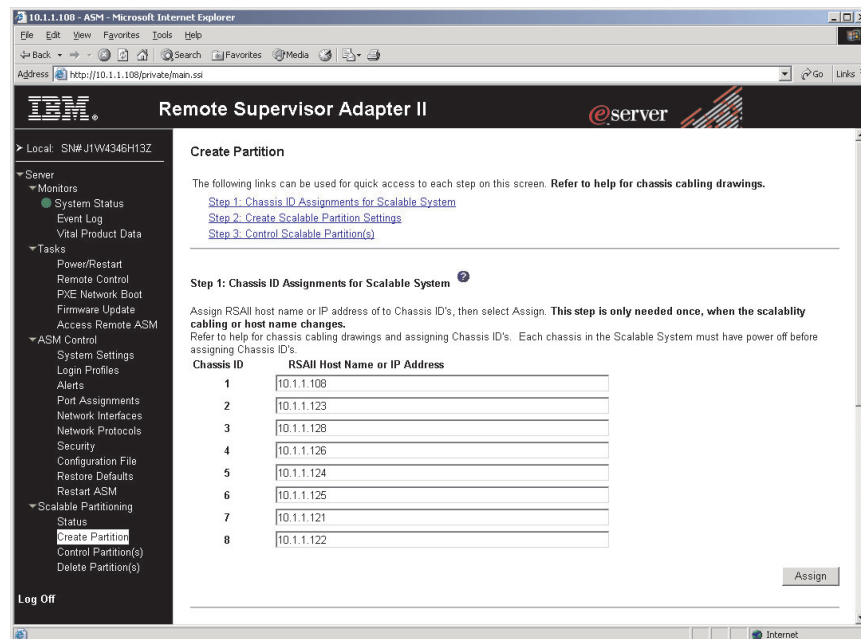 10.1.1.108 - ASM - Microsoft Internet Explorer
File Edit View Favorites Tools Help
Back Search Favorites Media
Address http://10.1.1.108/private/main.ssi Go Links
IBM® Remote Supervisor Adapter II eserver
Local: SN# J1W4346H13Z
Server
Monitors
System Status
Event Log
Vital Product Data
Tasks
Power/Restart
Remote Control
PXE Network Boot
Firmware Update
Access Remote ASM
ASM Control
System Settings
Login Profiles
Alerts
Port Assignments
Network Interfaces
Network Protocols
Security
Configuration File
Restore Defaults
Restart ASM
Scalable Partitioning
Status
Create Partition
Control Partition(s)
Delete Partition(s)
Log Off
Create Partition
The following links can be used for quick access to each step on this screen. Refer to help for chassis cabling drawings.
Step 1: Chassis ID Assignments for Scalable System
Step 2: Create Scalable Partition Settings
Step 3: Control Scalable Partition(s)
Step 1: Chassis ID Assignments for Scalable System ?
Assign RSAII host name or IP address of to Chassis ID's, then select Assign. This step is only needed once, when the scalablity
cabling or host name changes.
Refer to help for chassis cabling drawings and assigning Chassis ID's. Each chassis in the Scalable System must have power off before
assigning Chassis ID's.
Chassis ID RSAII Host Name or IP Address
1 10.1.1.108
2 10.1.1.123
3 10.1.1.128
4 10.1.1.126
5 10.1.1.124
6 10.1.1.125
7 10.1.1.121
8 10.1.1.122
Assign
Internet